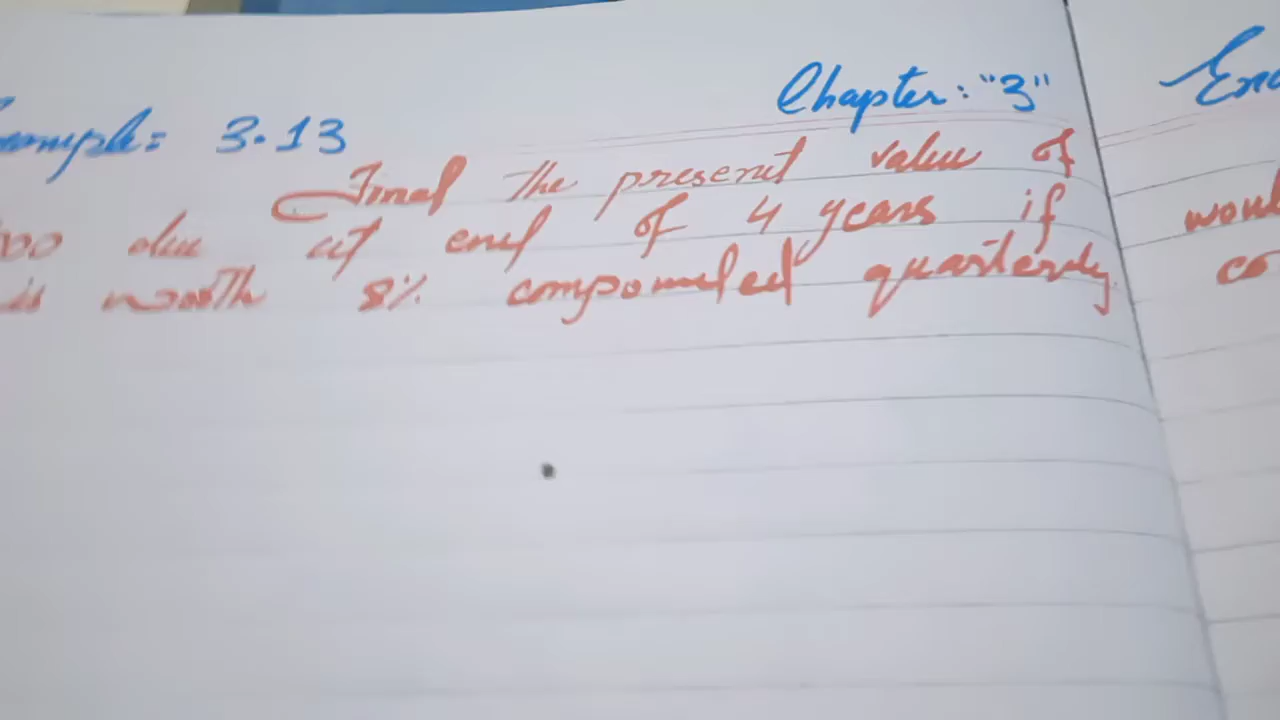 Chapter: "3"
Example: 3.13
Find the present value of
due at end of 4 years if
is worth 8% compounded quarterly.